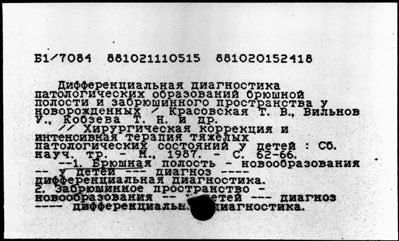 Б1/7084 881021110515 881020152418
Дифференциальная диагностика
патологических образований брюшной
полости и забрюшинного пространства у
новорожденных / Красовская Т. В., Вильнов
У., Кобзева Т. Н. и др.
// Хирургическая коррекция и
интенсивная терапия тяжелых
патологических состояний у детей : Сб.
науч. тр. - М., 1987. - С. 62-66.
--1. Брюшная полость - новообразования
-- у детей --- диагноз ----
дифференциальная диагностика.
2. Забрюшинное пространство -
новообразования -- у детей --- диагноз
---- дифференциальная диагностика.